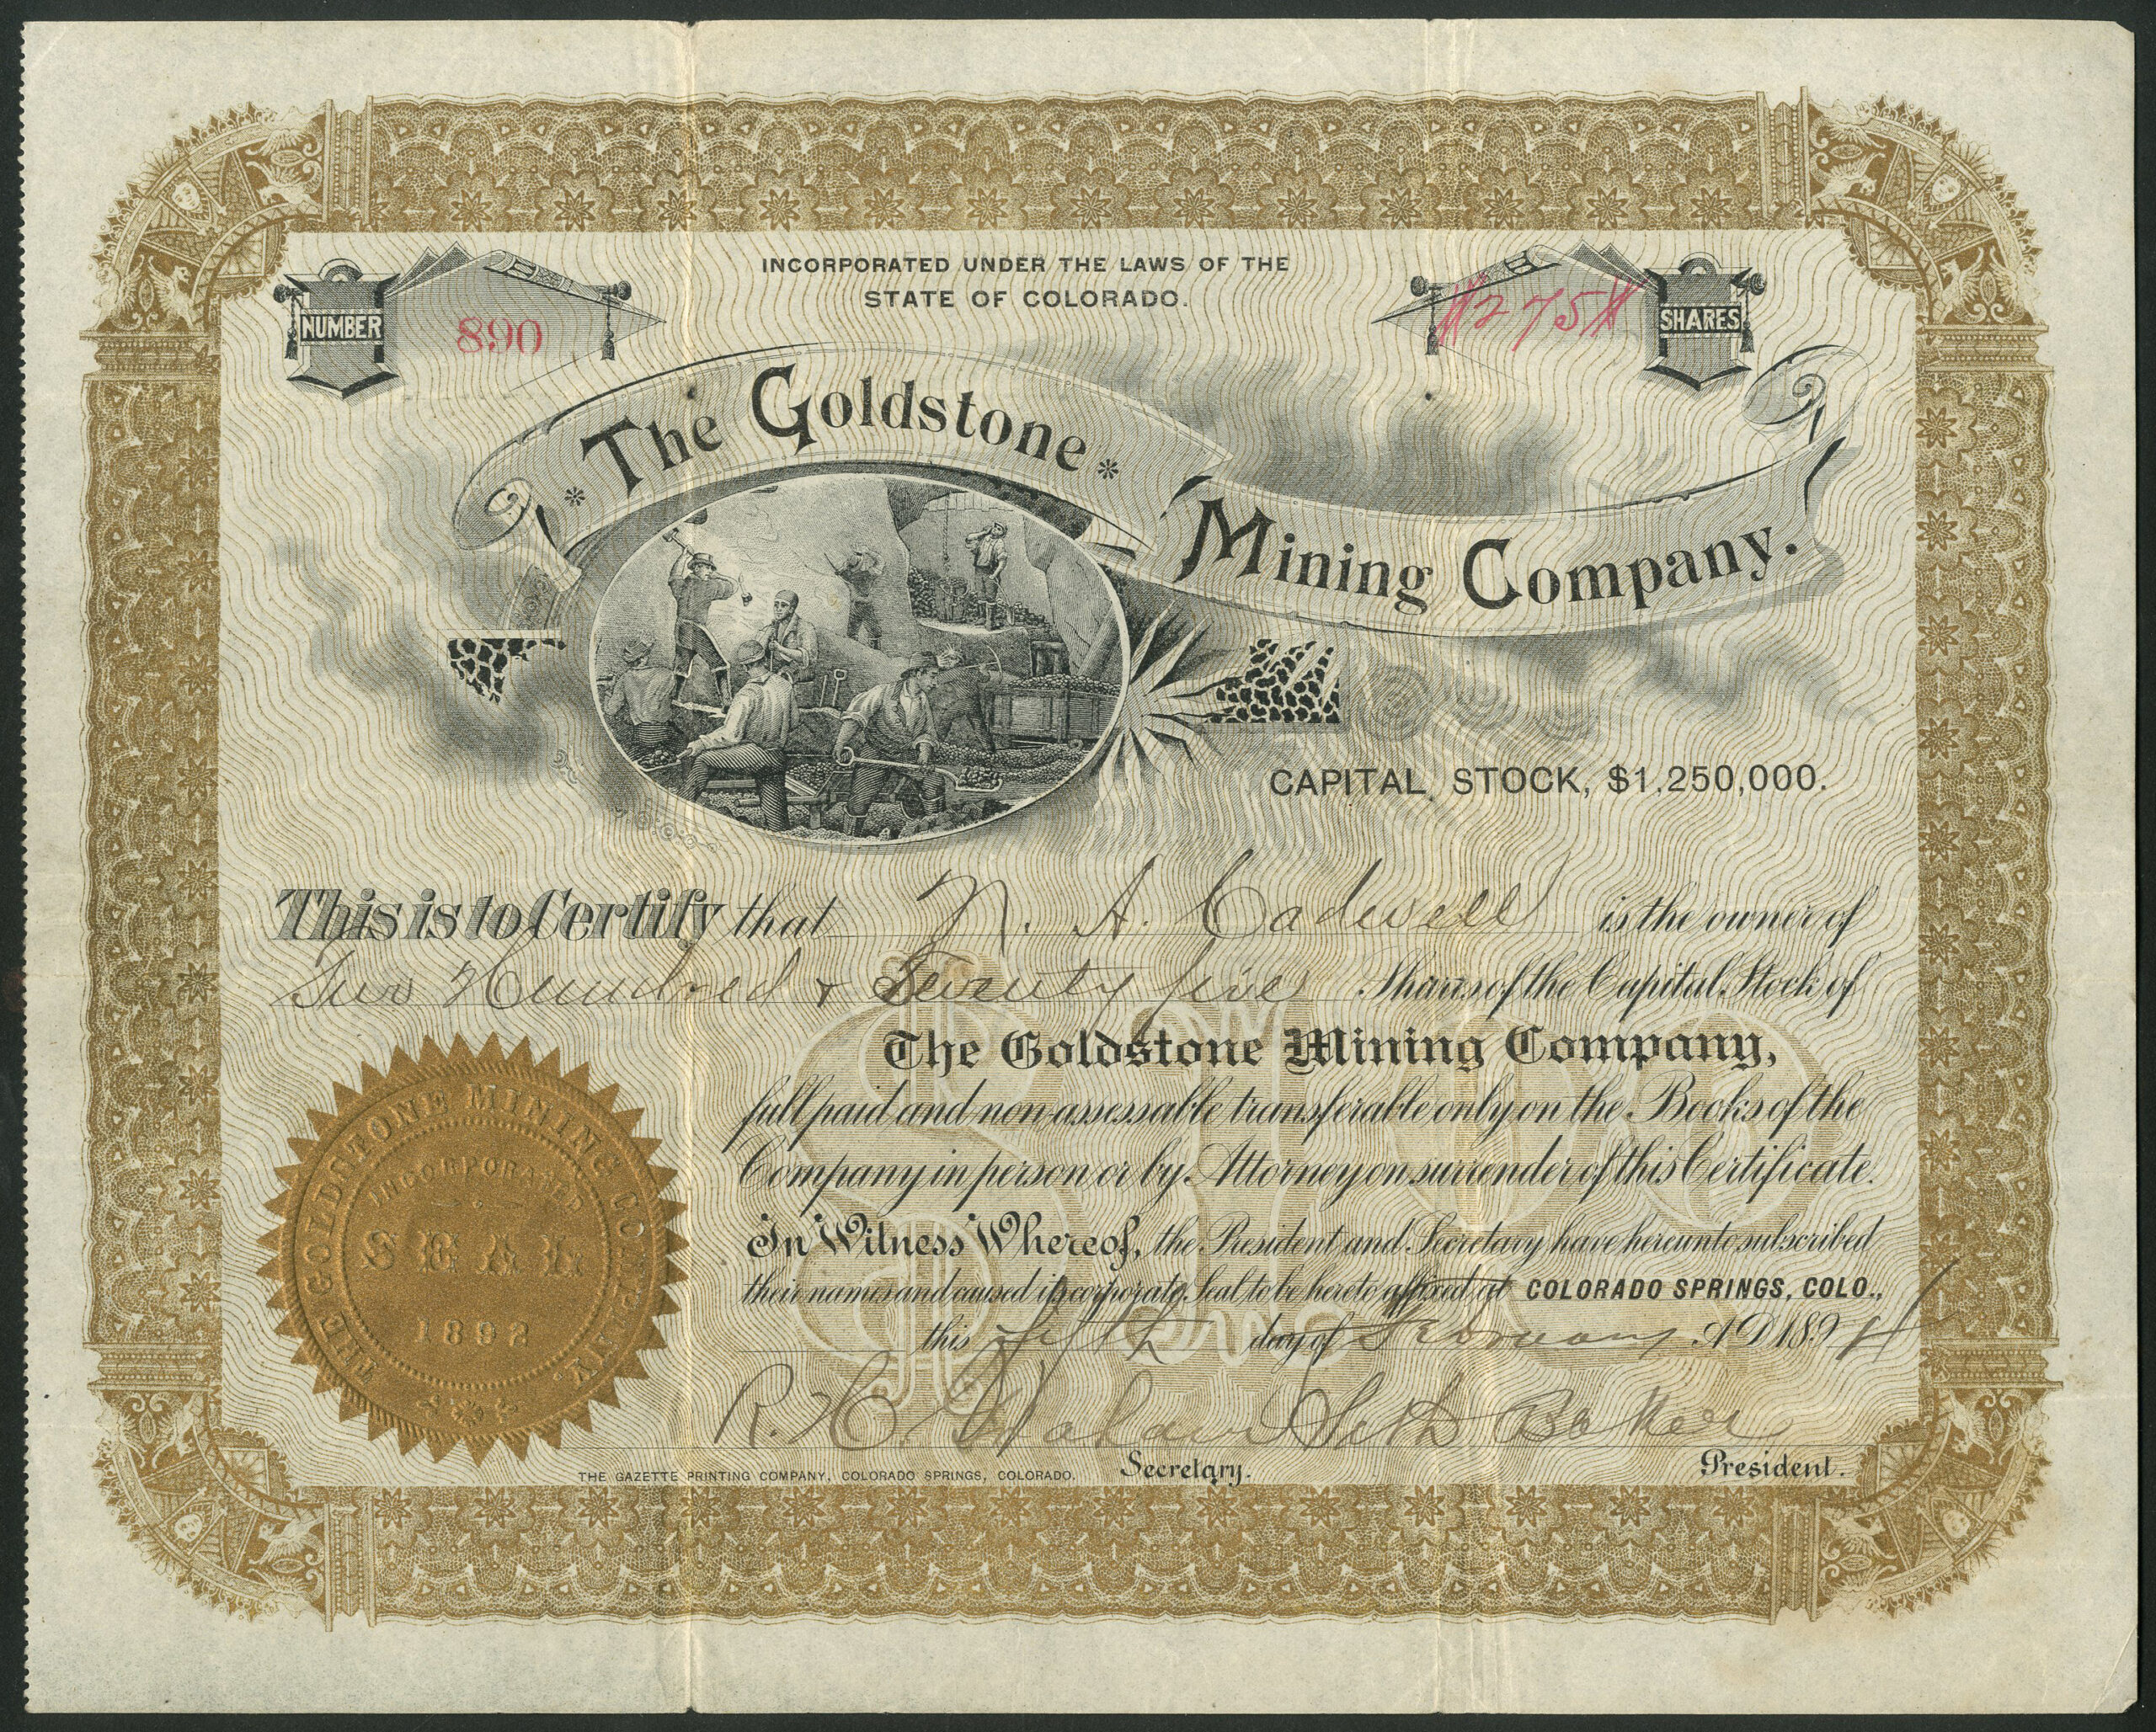 INCORPORATED UNDER THE LAWS OF THE
STATE OF COLORADO.
NUMBER 890
#275# SHARES
The Goldstone
Mining Company.
CAPITAL STOCK, $1,250,000.
This is to Certify that N. A. Cadwell is the owner of
Two Hundred & Seventy five Shares of the Capital Stock of
The Goldstone Mining Company,
full paid and non-assessable transferable only on the Books of the
Company in person or by Attorney on surrender of this Certificate.
In Witness Whereof, the President and Secretary have hereunto subscribed
their names and caused its corporate Seal to be hereto affixed at COLORADO SPRINGS, COLO.,
this fifth day of February A.D. 1894
R. H. Seth Baker
Secretary. President.
THE GAZETTE PRINTING COMPANY, COLORADO SPRINGS, COLORADO.
$1.00
THE GOLDSTONE MINING COMPANY.
INCORPORATED
SEAL
1892